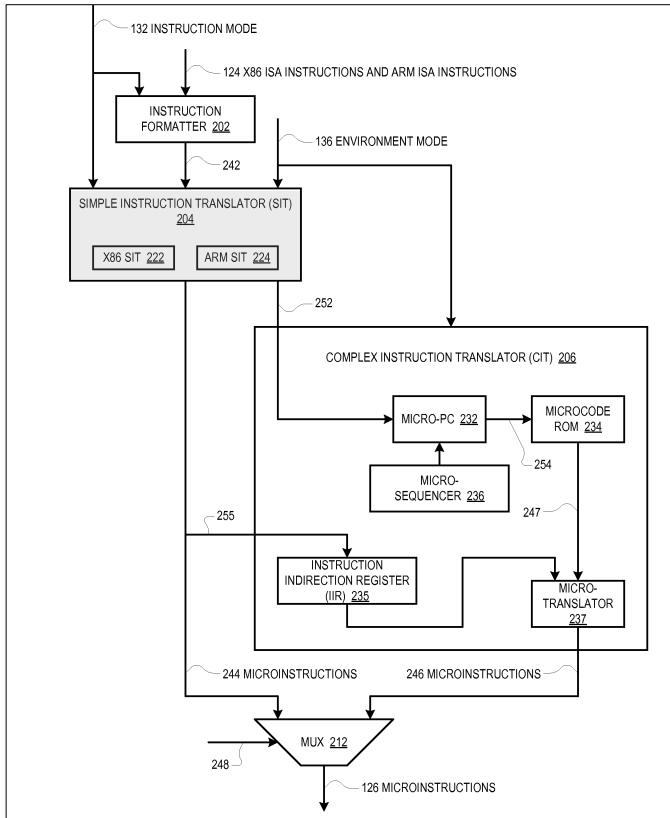 132 INSTRUCTION MODE
124 X86 ISA INSTRUCTIONS AND ARM ISA INSTRUCTIONS
INSTRUCTION
FORMATTER 202
136 ENVIRONMENT MODE
242
SIMPLE INSTRUCTION TRANSLATOR (SIT)
204
X86 SIT 222
ARM SIT 224
252
COMPLEX INSTRUCTION TRANSLATOR (CIT) 206
MICRO-PC 232
MICROCODE
ROM 234
254
MICRO-
SEQUENCER 236
247
255
INSTRUCTION
INDIRECTION REGISTER
(IIR) 235
MICRO-
TRANSLATOR
237
244 MICROINSTRUCTIONS
246 MICROINSTRUCTIONS
MUX 212
248
126 MICROINSTRUCTIONS